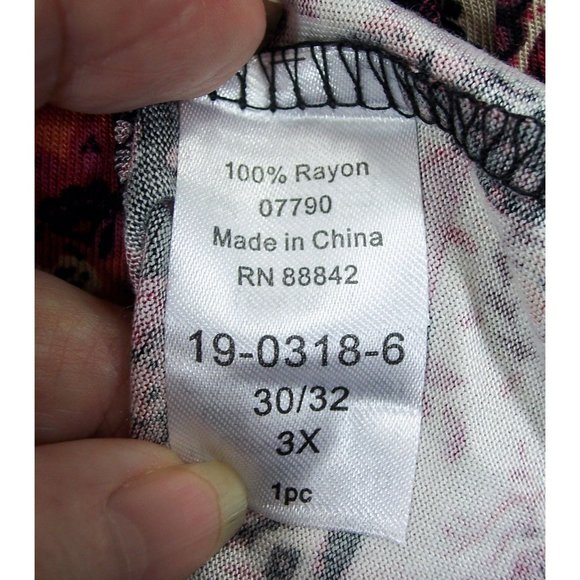 100% Rayon
07790
Made in China
RN 88842
19-0318-6
30/32
3X
1pc